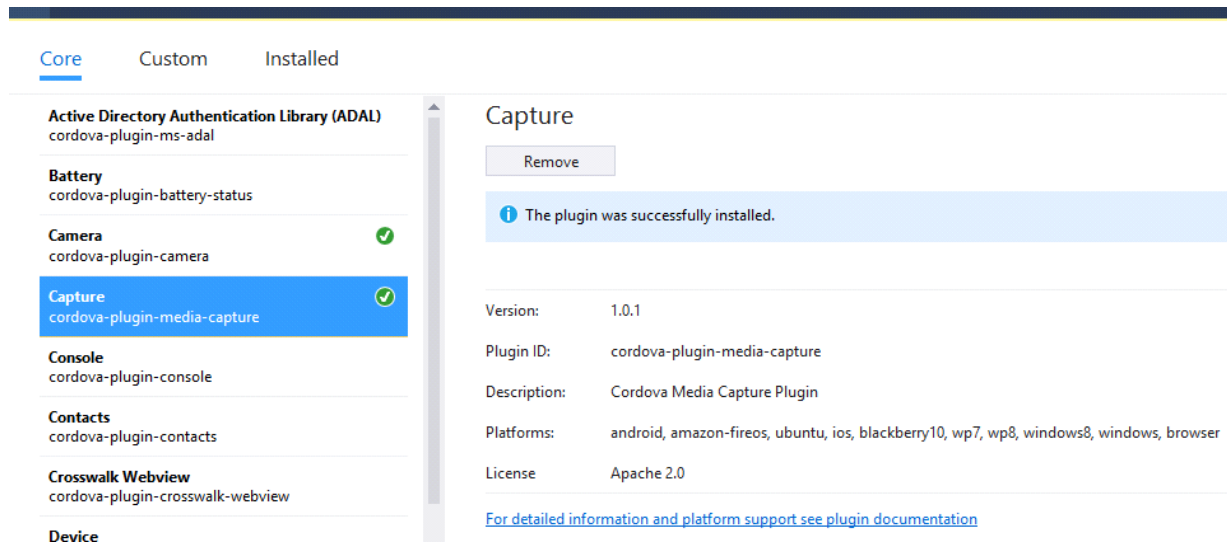 Core Custom Installed
Active Directory Authentication Library (ADAL)
cordova-plugin-ms-adal
Battery
cordova-plugin-battery-status
Camera
cordova-plugin-camera
Capture
cordova-plugin-media-capture
Console
cordova-plugin-console
Contacts
cordova-plugin-contacts
Crosswalk Webview
cordova-plugin-crosswalk-webview
Device
Capture
Remove
The plugin was successfully installed.
Version: 1.0.1
Plugin ID: cordova-plugin-media-capture
Description: Cordova Media Capture Plugin
Platforms: android, amazon-fireos, ubuntu, ios, blackberry10, wp7, wp8, windows8, windows, browser
License Apache 2.0
For detailed information and platform support see plugin documentation